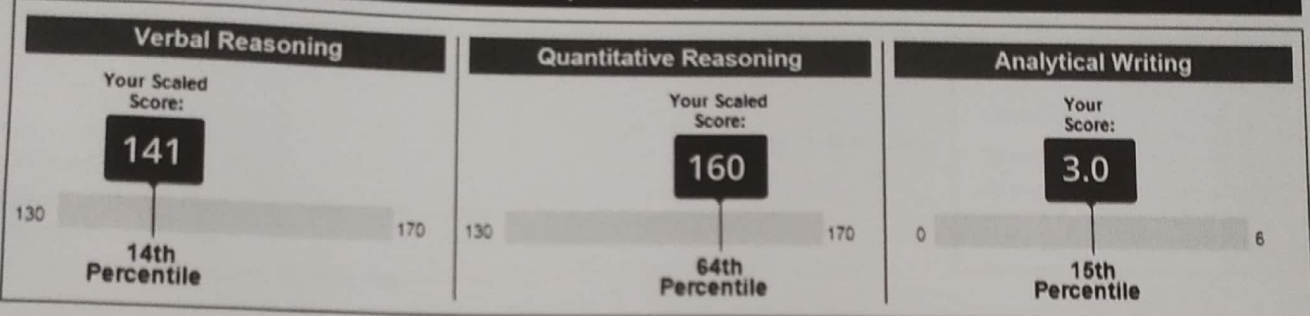 Verbal Reasoning
Your Scaled
Score:
141
130
170
14th
Percentile
Quantitative Reasoning
Your Scaled
Score:
160
130
170
64th
Percentile
Analytical Writing
Your
Score:
3.0
0
6
15th
Percentile